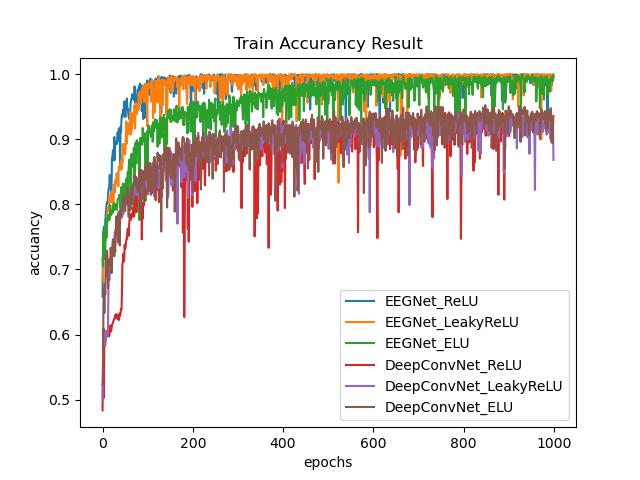 Train Accurancy Result
accuancy
1.0
0.9
0.8
0.7
0.6
0.5
0
200
400
600
800
1000
epochs
EEGNet_ReLU
EEGNet_LeakyReLU
EEGNet_ELU
DeepConvNet_ReLU
DeepConvNet_LeakyReLU
DeepConvNet_ELU